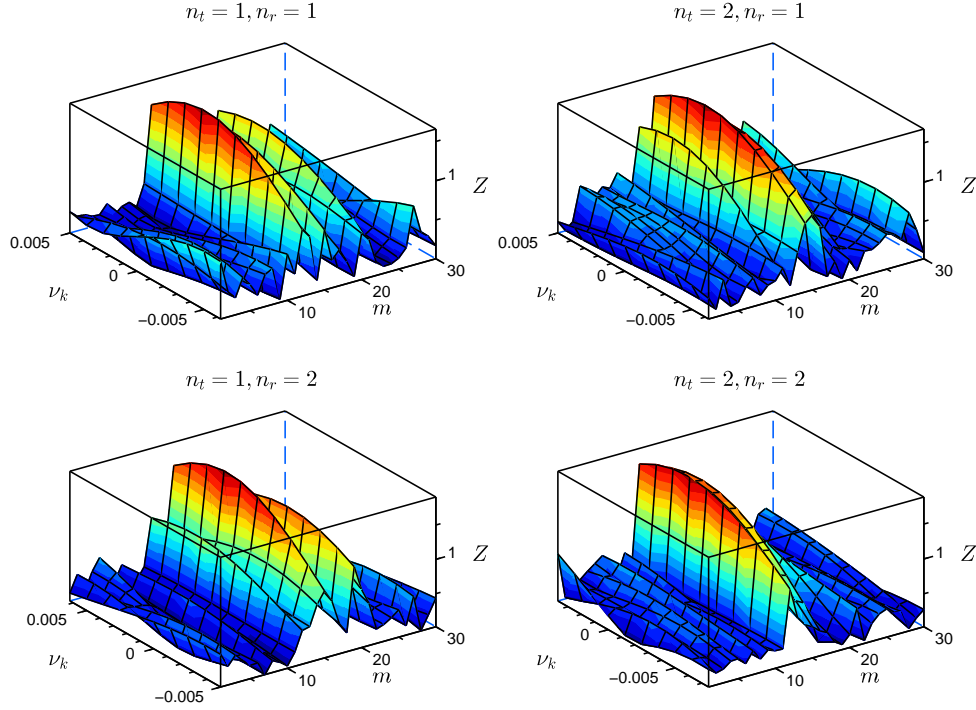 n_t = 1, n_r = 1
1
Z
0.005
0
ν_k
−0.005
10
20
30
m
n_t = 2, n_r = 1
1
Z
0.005
0
ν_k
−0.005
10
20
30
m
n_t = 1, n_r = 2
1
Z
0.005
0
ν_k
−0.005
10
20
30
m
n_t = 2, n_r = 2
1
Z
0
ν_k
−0.005
10
20
30
m